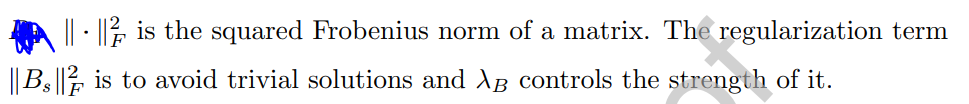 ‖ · ‖²_F is the squared Frobenius norm of a matrix. The regularization term
‖B_s‖²_F is to avoid trivial solutions and λ_B controls the strength of it.